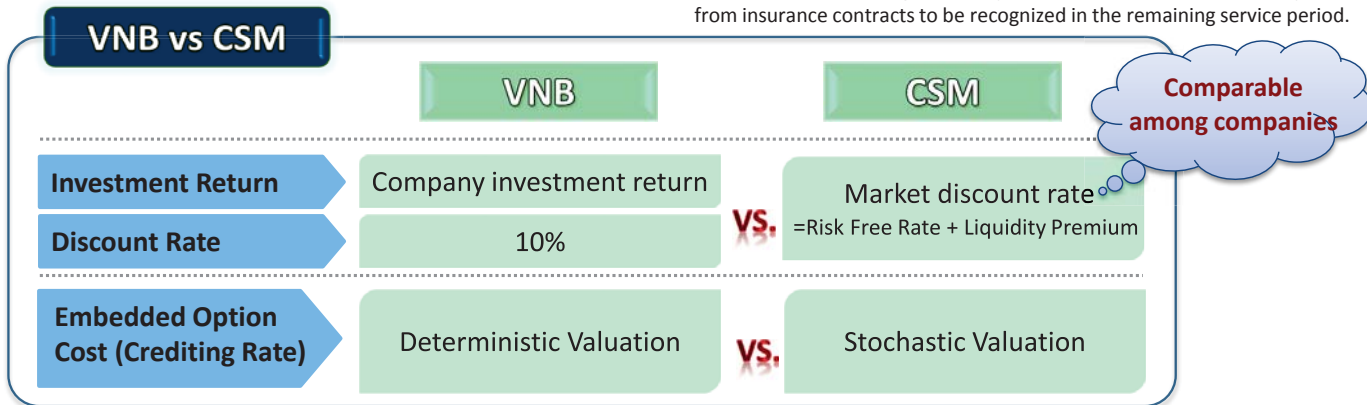 from insurance contracts to be recognized in the remaining service period.
VNB vs CSM
VNB
CSM
Comparable
among companies
Investment Return
Company investment return
Discount Rate
10%
VS.
Market discount rate
=Risk Free Rate + Liquidity Premium
Embedded Option
Cost (Crediting Rate)
Deterministic Valuation
VS.
Stochastic Valuation